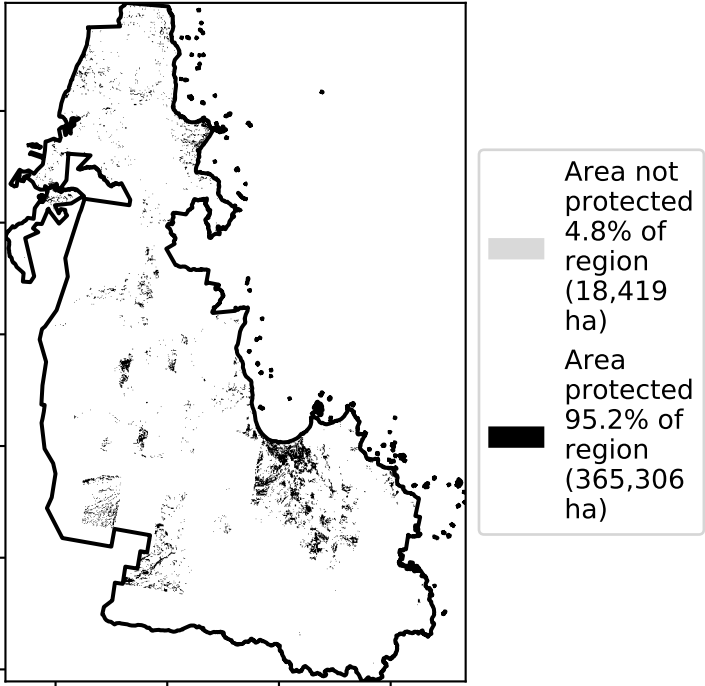 Area not
protected
4.8% of
region
(18,419
ha)
Area
protected
95.2% of
region
(365,306
ha)